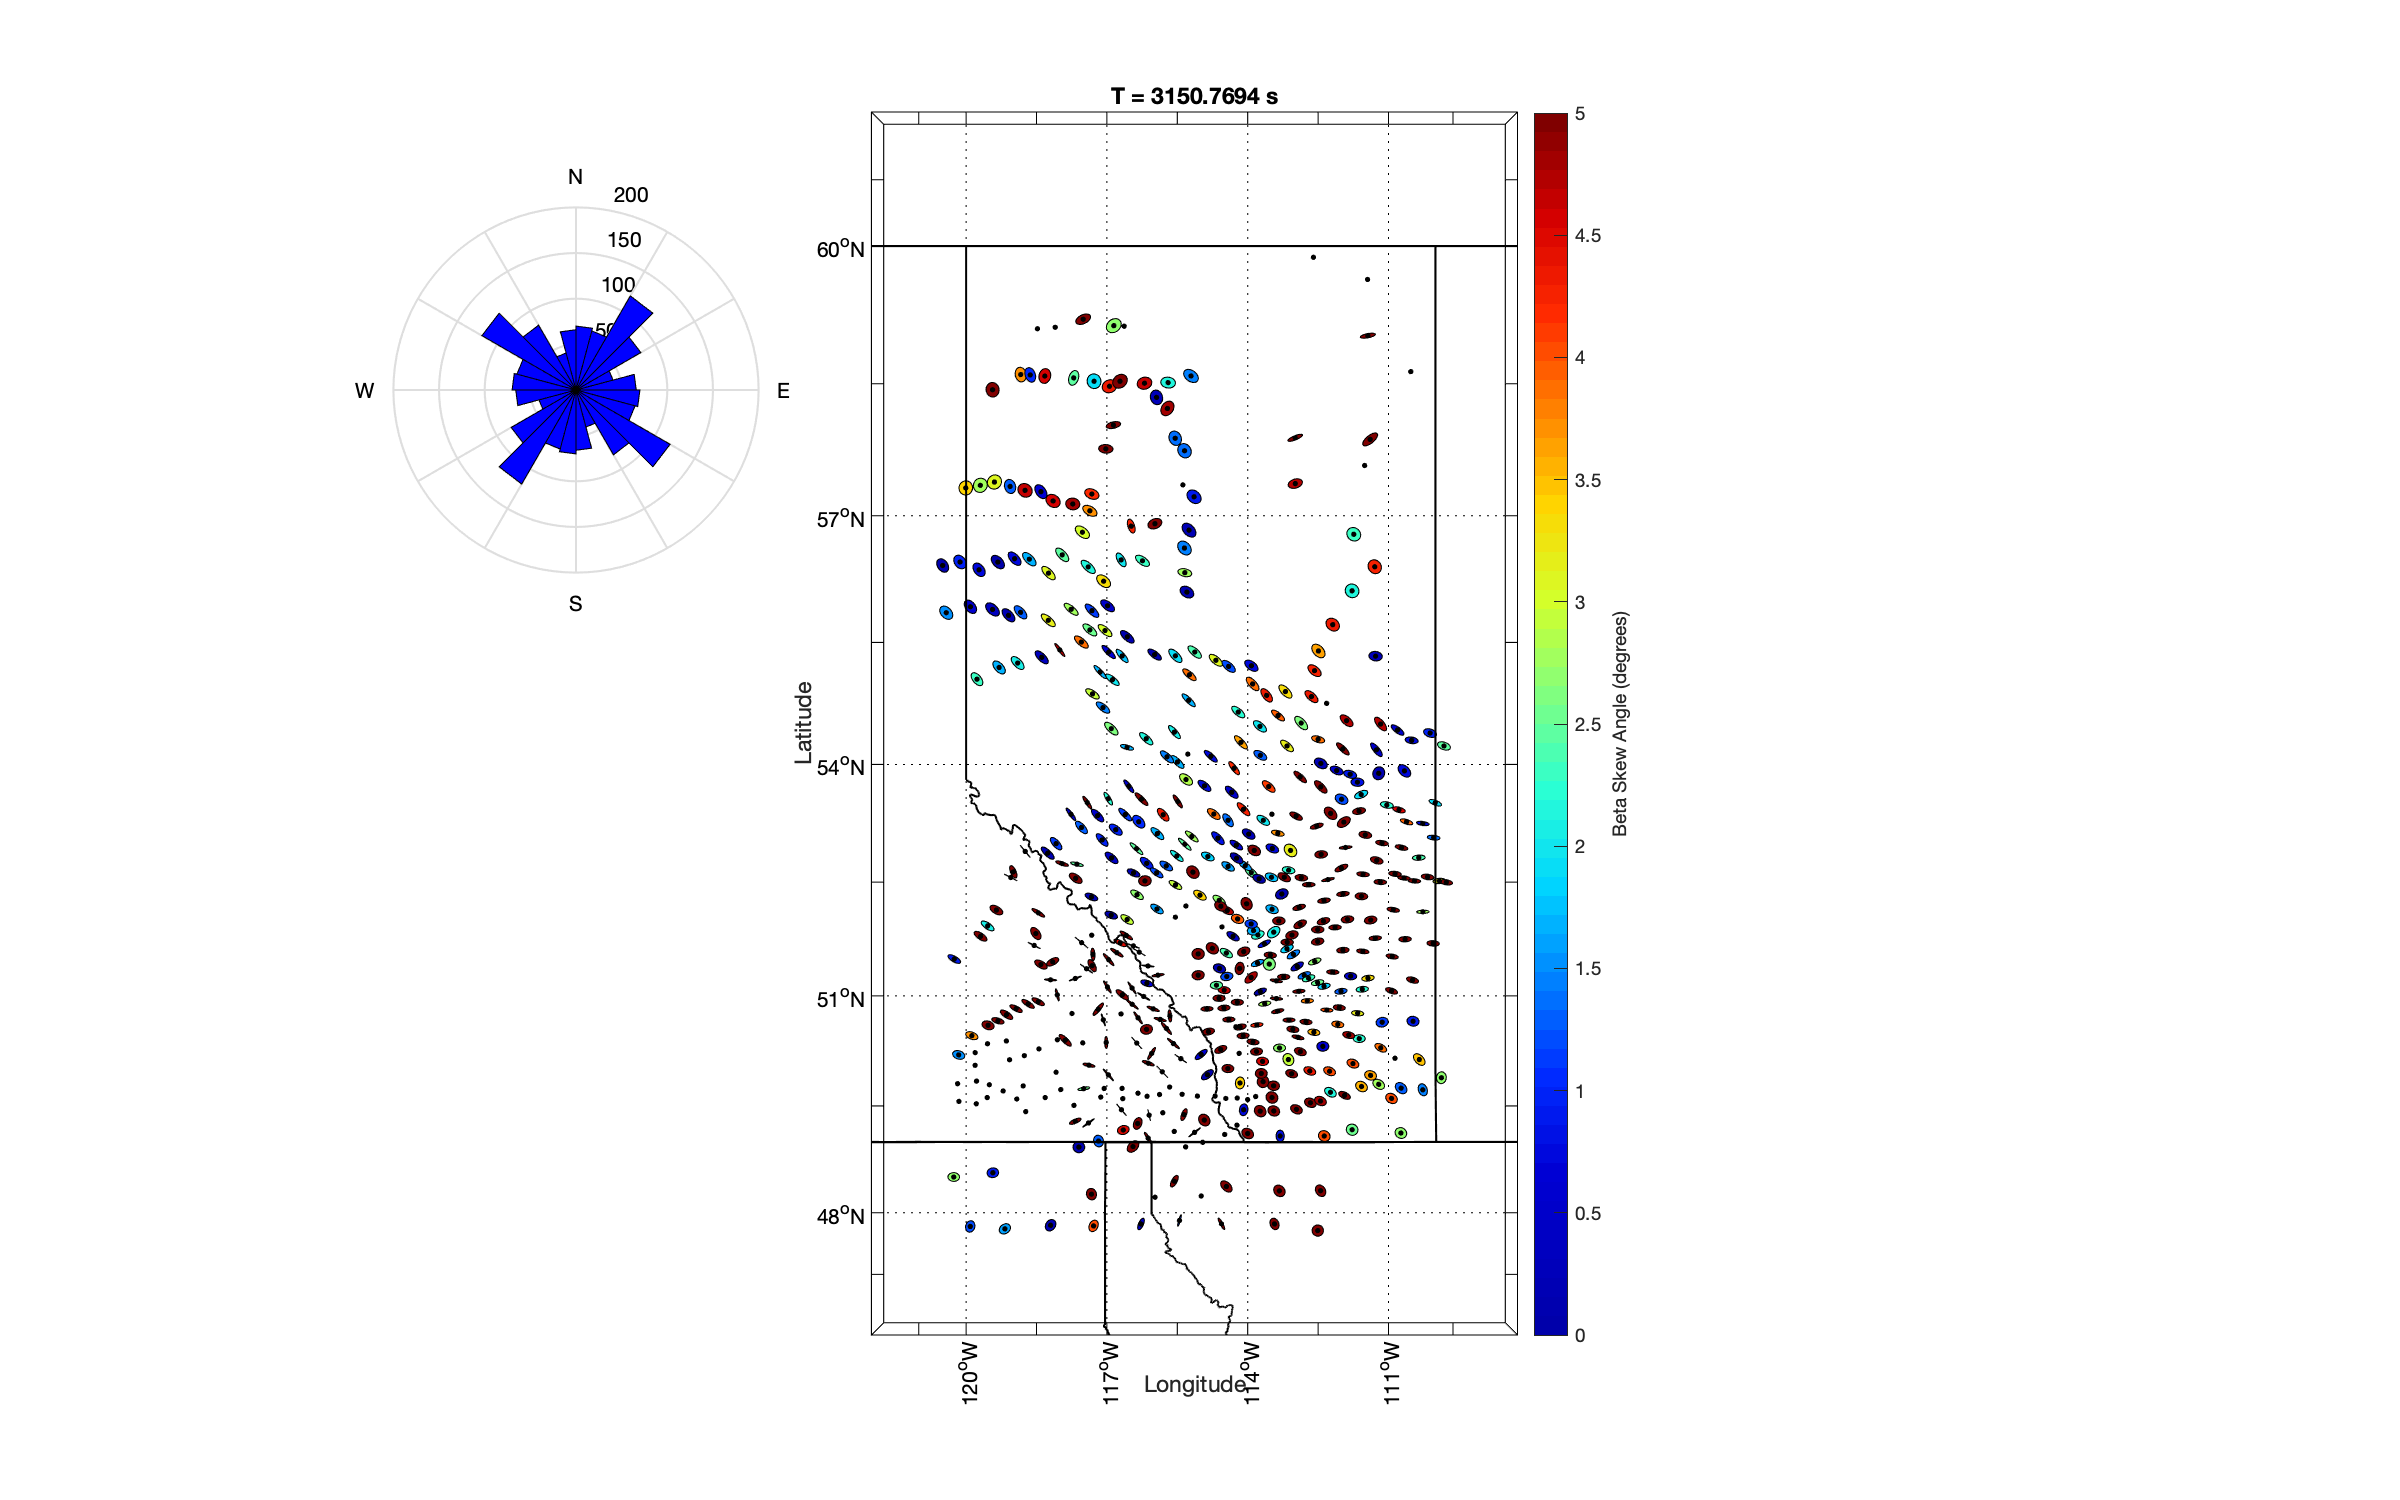 N
200
150
100
50
W
E
S
T = 3150.7694 s
60°N
57°N
54°N
51°N
48°N
Latitude
120°W
117°W
114°W
111°W
Longitude
5
4.5
4
3.5
3
2.5
2
1.5
1
0.5
0
Beta Skew Angle (degrees)